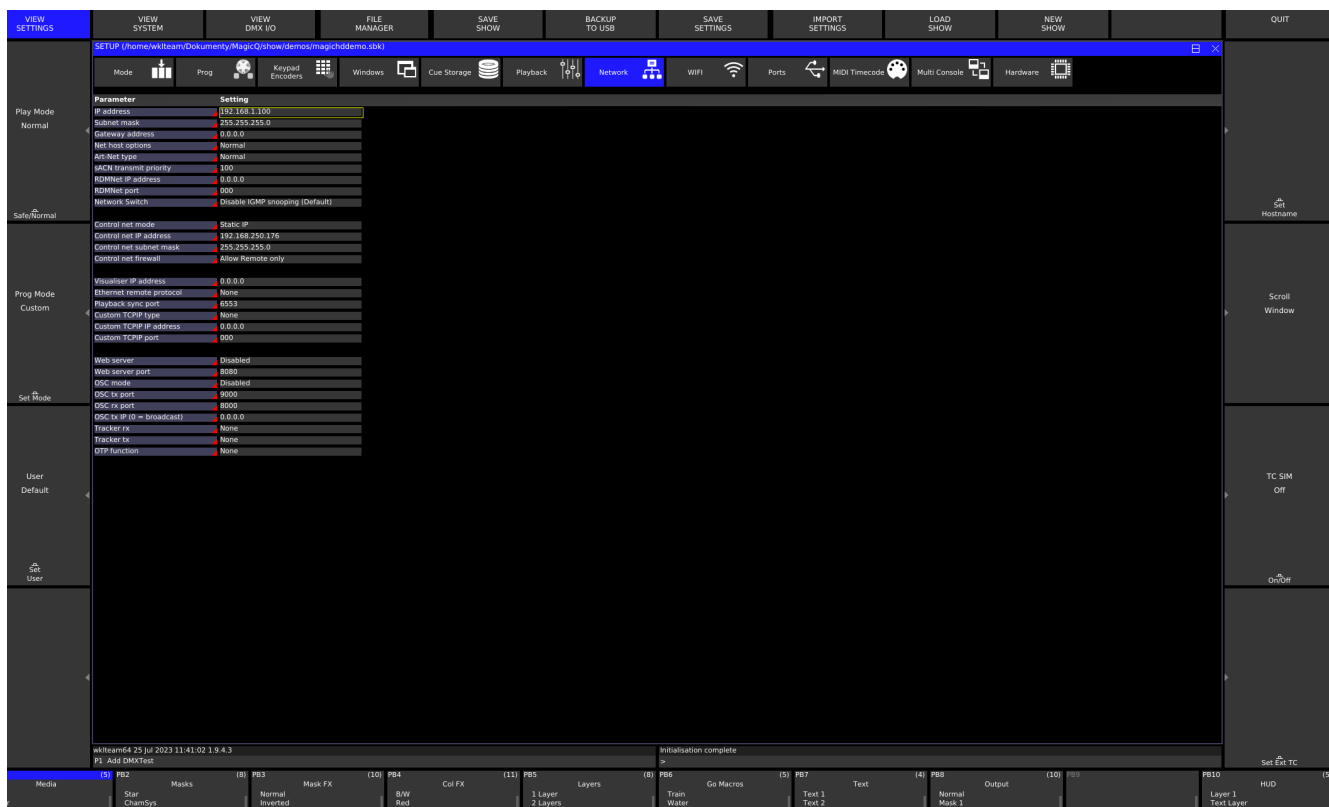 VIEW SETTINGS
VIEW SYSTEM
VIEW DMX I/O
FILE MANAGER
SAVE SHOW
BACKUP TO USB
SAVE SETTINGS
IMPORT SETTINGS
LOAD SHOW
NEW SHOW
QUIT
SETUP (/home/wklteam/Dokumenty/MagicQ/show/demos/magichddemo.sbk)
Mode
Prog
Keypad Encoders
Windows
Cue Storage
Playback
Network
WIFI
Ports
MIDI Timecode
Multi Console
Hardware
Parameter Setting
IP address 192.168.1.100
Subnet mask 255.255.255.0
Gateway address 0.0.0.0
Net host options Normal
Art-Net type Normal
sACN transmit priority 100
RDMNet IP address 0.0.0.0
RDMNet port 000
Network Switch Disable IGMP snooping (Default)
Control net mode Static IP
Control net IP address 192.168.250.176
Control net subnet mask 255.255.255.0
Control net firewall Allow Remote only
Visualiser IP address 0.0.0.0
Ethernet remote protocol None
Playback sync port 6553
Custom TCPIP type None
Custom TCPIP IP address 0.0.0.0
Custom TCPIP port 000
Web server Disabled
Web server port 8080
OSC mode Disabled
OSC tx port 9000
OSC rx port 8000
OSC tx IP (0 = broadcast) 0.0.0.0
Tracker rx None
Tracker tx None
OTP function None
Play Mode
Normal
Safe/Normal
Prog Mode
Custom
Set Mode
User
Default
Set
User
Set
Hostname
Scroll
Window
TC SIM
Off
On/Off
Set Ext TC
wklteam64 25 Jul 2023 11:41:02 1.9.4.3
P1 Add DMXTest
Initialisation complete
>
(5)
Media
PB2 (8)
Masks
Star
ChamSys
PB3 (10)
Mask FX
Normal
Inverted
PB4 (11)
Col FX
B/W
Red
PB5 (8)
Layers
1 Layer
2 Layers
PB6 (5)
Go Macros
Train
Water
PB7 (4)
Text
Text 1
Text 2
PB8 (10)
Output
Normal
Mask 1
PB9
PB10 (5
HUD
Layer 1
Text Layer